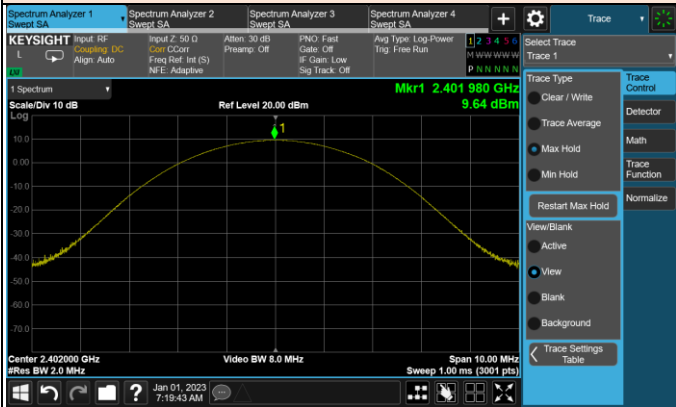 Spectrum Analyzer 1
Swept SA
Spectrum Analyzer 2
Swept SA
Spectrum Analyzer 3
Swept SA
Spectrum Analyzer 4
Swept SA
+
Trace
KEYSIGHT
L
LU
Input: RF
Coupling: DC
Align: Auto
Input Z: 50 Ω
Corr CCorr
Freq Ref: Int (S)
NFE: Adaptive
Atten: 30 dB
Preamp: Off
PNO: Fast
Gate: Off
IF Gain: Low
Sig Track: Off
Avg Type: Log-Power
Trig: Free Run
1 2 3 4 5 6
M W W W W W
P N N N N N
Select Trace
Trace 1
1 Spectrum
Scale/Div 10 dB
Log
Ref Level 20.00 dBm
Mkr1 2.401 980 GHz
9.64 dBm
1
10.0
0.00
-10.0
-20.0
-30.0
-40.0
-50.0
-60.0
-70.0
Center 2.402000 GHz
#Res BW 2.0 MHz
Video BW 8.0 MHz
Span 10.00 MHz
Sweep 1.00 ms (3001 pts)
Trace Type
Clear / Write
Trace Average
Max Hold
Min Hold
Restart Max Hold
View/Blank
Active
View
Blank
Background
Trace Settings
Table
Trace
Control
Detector
Math
Trace
Function
Normalize
?
Jan 01, 2023
7:19:43 AM